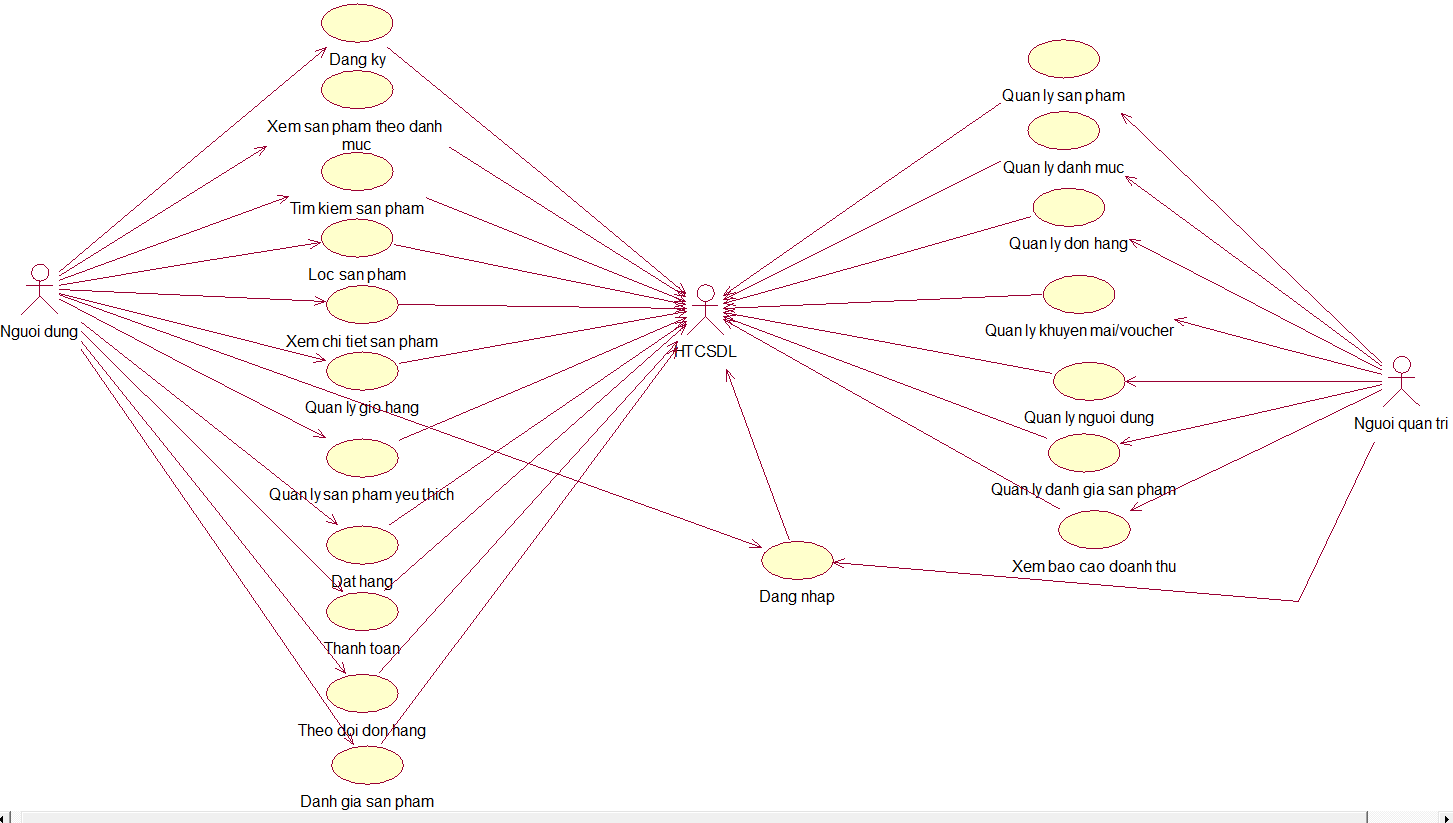 Dang ky
Xem san pham theo danh
muc
Tim kiem san pham
Loc san pham
Xem chi tiet san pham
Quan ly gio hang
Quan ly san pham yeu thich
Dat hang
Thanh toan
Theo doi don hang
Danh gia san pham
Nguoi dung
HTCSDL
Dang nhap
Quan ly san pham
Quan ly danh muc
Quan ly don hang
Quan ly khuyen mai/voucher
Quan ly nguoi dung
Quan ly danh gia san pham
Xem bao cao doanh thu
Nguoi quan tri